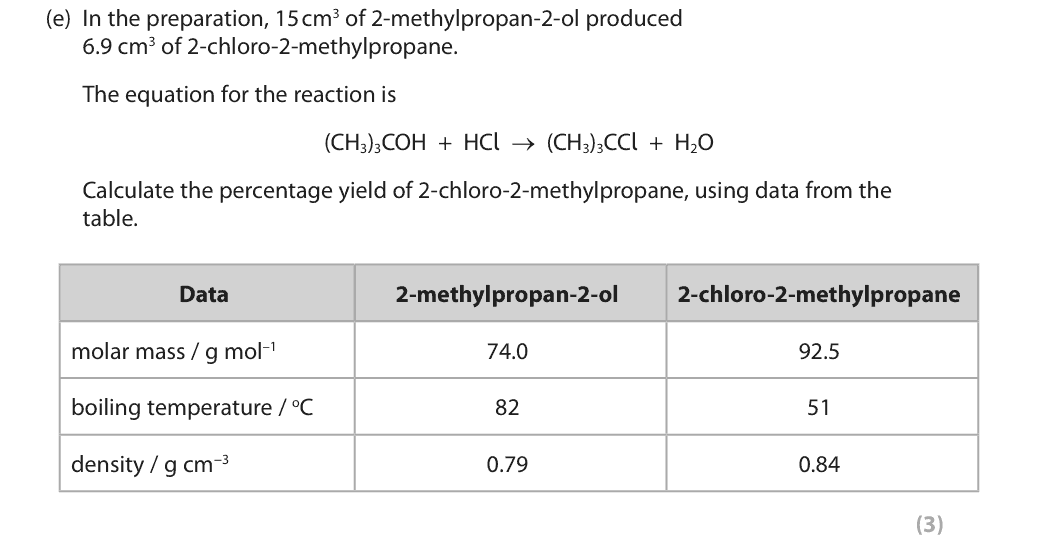 (e) In the preparation, 15 cm³ of 2-methylpropan-2-ol produced
6.9 cm³ of 2-chloro-2-methylpropane.
The equation for the reaction is
(CH₃)₃COH + HCl → (CH₃)₃CCl + H₂O
Calculate the percentage yield of 2-chloro-2-methylpropane, using data from the
table.
Data 2-methylpropan-2-ol 2-chloro-2-methylpropane
molar mass / g mol⁻¹ 74.0 92.5
boiling temperature / °C 82 51
density / g cm⁻³ 0.79 0.84
(3)